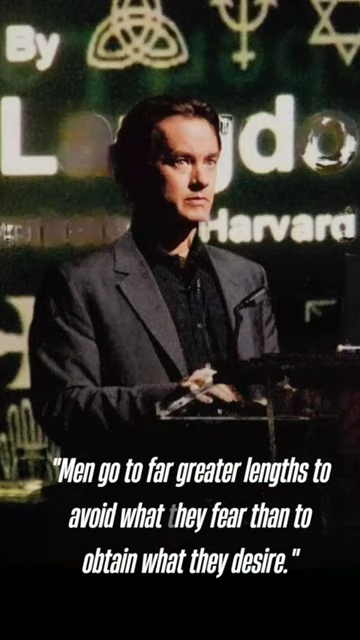 By
Harvard
"Men go to far greater lengths to
avoid what they fear than to
obtain what they desire."